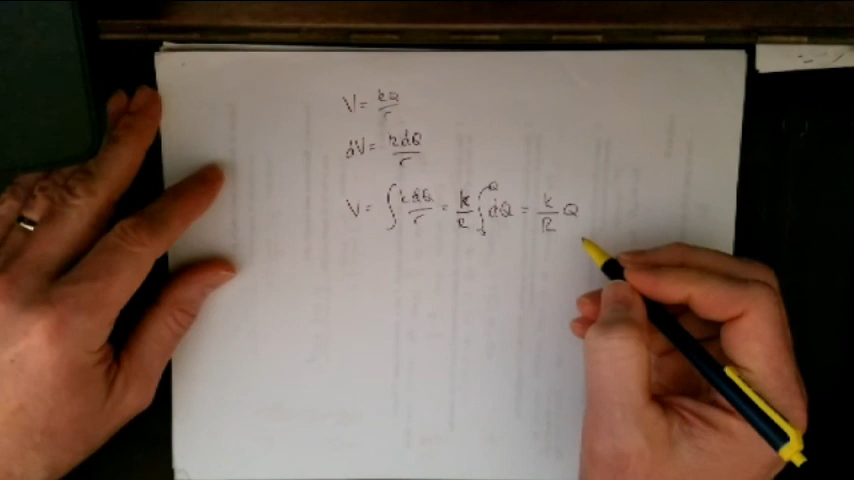 V = kQ/r
dV = kdQ/r
V = ∫ kdQ/r = k/R ∫₀^Q dQ = k/R Q